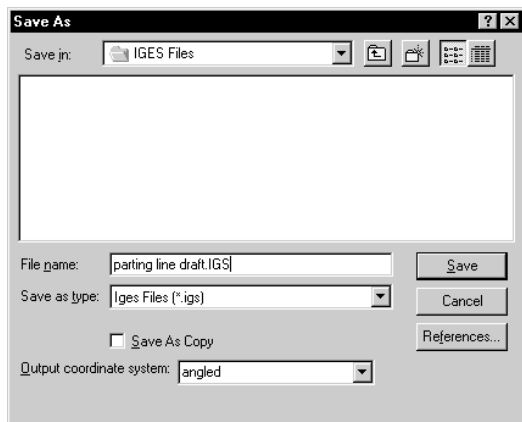 Save As
Save in: IGES Files
File name: parting line draft.IGS Save
Save as type: Iges Files (*.igs) Cancel
Save As Copy References...
Output coordinate system: angled